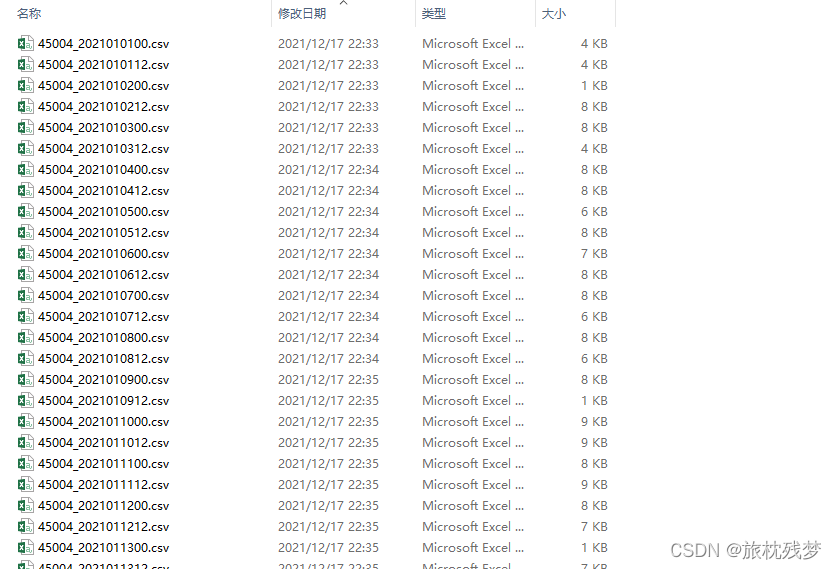 名称 修改日期 类型 大小
45004_2021010100.csv 2021/12/17 22:33 Microsoft Excel ... 4 KB
45004_2021010112.csv 2021/12/17 22:33 Microsoft Excel ... 4 KB
45004_2021010200.csv 2021/12/17 22:33 Microsoft Excel ... 1 KB
45004_2021010212.csv 2021/12/17 22:33 Microsoft Excel ... 8 KB
45004_2021010300.csv 2021/12/17 22:33 Microsoft Excel ... 8 KB
45004_2021010312.csv 2021/12/17 22:33 Microsoft Excel ... 4 KB
45004_2021010400.csv 2021/12/17 22:34 Microsoft Excel ... 8 KB
45004_2021010412.csv 2021/12/17 22:34 Microsoft Excel ... 8 KB
45004_2021010500.csv 2021/12/17 22:34 Microsoft Excel ... 6 KB
45004_2021010512.csv 2021/12/17 22:34 Microsoft Excel ... 8 KB
45004_2021010600.csv 2021/12/17 22:34 Microsoft Excel ... 7 KB
45004_2021010612.csv 2021/12/17 22:34 Microsoft Excel ... 8 KB
45004_2021010700.csv 2021/12/17 22:34 Microsoft Excel ... 8 KB
45004_2021010712.csv 2021/12/17 22:34 Microsoft Excel ... 6 KB
45004_2021010800.csv 2021/12/17 22:34 Microsoft Excel ... 8 KB
45004_2021010812.csv 2021/12/17 22:34 Microsoft Excel ... 6 KB
45004_2021010900.csv 2021/12/17 22:35 Microsoft Excel ... 8 KB
45004_2021010912.csv 2021/12/17 22:35 Microsoft Excel ... 1 KB
45004_2021011000.csv 2021/12/17 22:35 Microsoft Excel ... 9 KB
45004_2021011012.csv 2021/12/17 22:35 Microsoft Excel ... 9 KB
45004_2021011100.csv 2021/12/17 22:35 Microsoft Excel ... 8 KB
45004_2021011112.csv 2021/12/17 22:35 Microsoft Excel ... 9 KB
45004_2021011200.csv 2021/12/17 22:35 Microsoft Excel ... 8 KB
45004_2021011212.csv 2021/12/17 22:35 Microsoft Excel ... 7 KB
45004_2021011300.csv 2021/12/17 22:35 Microsoft Excel ... 1 KB
45004_2021011312.csv 2021/12/17 22:35 Microsoft Excel ... 7 KB
CSDN @旅枕残梦